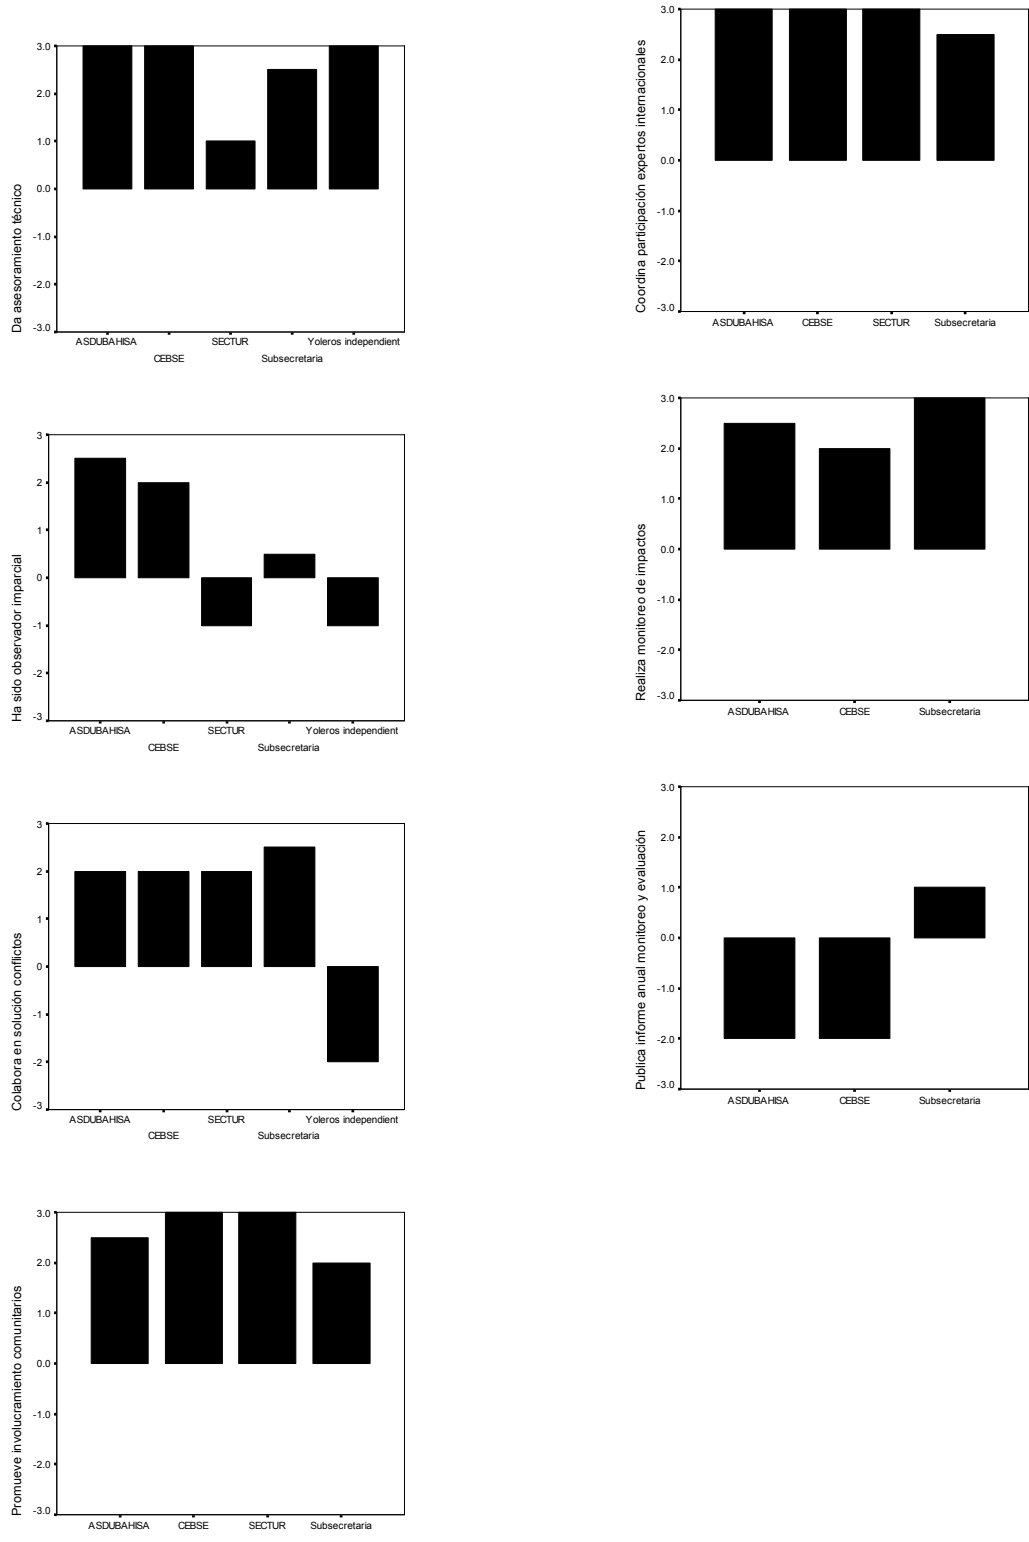 Da asesoramiento técnico
3.0
2.0
1.0
0.0
-1.0
-2.0
-3.0
ASDUBAHISA SECTUR Yoleros independient
CEBSE Subsecretaria
Ha sido observador imparcial
3
2
1
0
-1
-2
-3
ASDUBAHISA SECTUR Yoleros independient
CEBSE Subsecretaria
Colabora en solución conflictos
3
2
1
0
-1
-2
-3
ASDUBAHISA SECTUR Yoleros independient
CEBSE Subsecretaria
Promueve involucramiento comunitarios
3.0
2.0
1.0
0.0
-1.0
-2.0
-3.0
ASDUBAHISA CEBSE SECTUR Subsecretaria
Coordina participación expertos internacionales
3.0
2.0
1.0
0.0
-1.0
-2.0
-3.0
ASDUBAHISA CEBSE SECTUR Subsecretaria
Realiza monitoreo de impactos
3.0
2.0
1.0
0.0
-1.0
-2.0
-3.0
ASDUBAHISA CEBSE Subsecretaria
Publica informe anual monitoreo y evaluación
3.0
2.0
1.0
0.0
-1.0
-2.0
-3.0
ASDUBAHISA CEBSE Subsecretaria